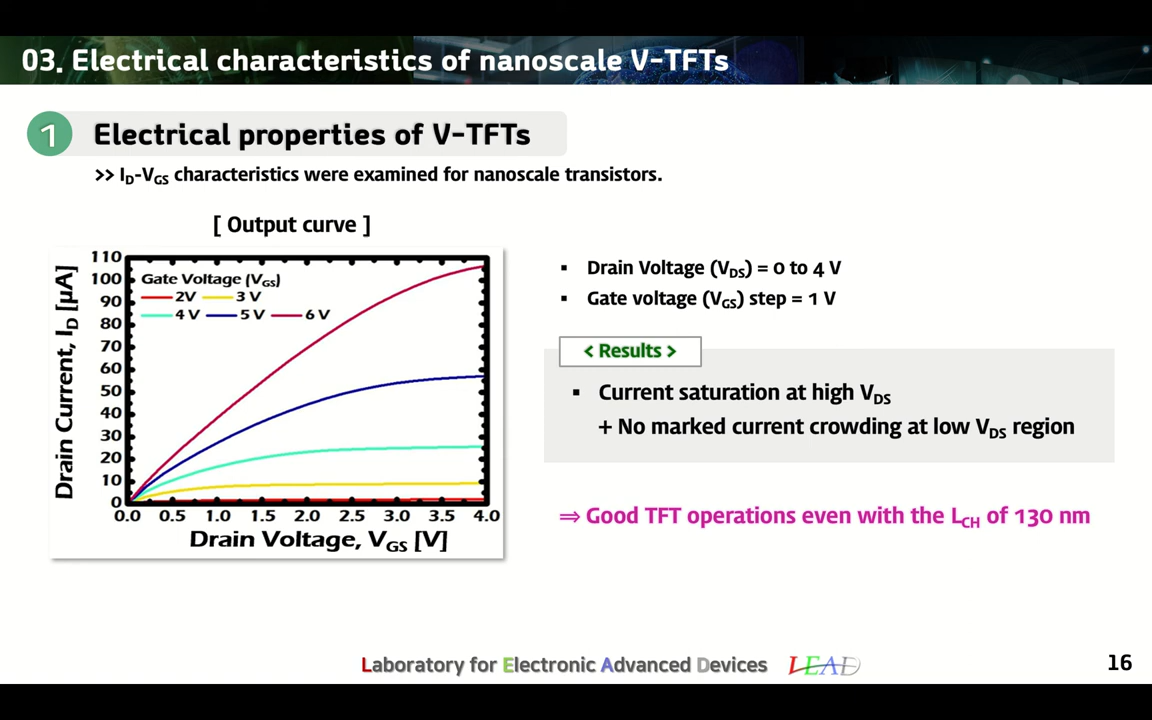 03. Electrical characteristics of nanoscale V-TFTs
1 Electrical properties of V-TFTs
>> ID-VGS characteristics were examined for nanoscale transistors.
[ Output curve ]
Drain Current, ID [μA]
110
100
90
80
70
60
50
40
30
20
10
0
Gate Voltage (VGS)
2V 3 V
4 V 5 V 6 V
0.0 0.5 1.0 1.5 2.0 2.5 3.0 3.5 4.0
Drain Voltage, VGS [V]
▪ Drain Voltage (VDS) = 0 to 4 V
▪ Gate voltage (VGS) step = 1 V
< Results >
▪ Current saturation at high VDS
+ No marked current crowding at low VDS region
⇒ Good TFT operations even with the LCH of 130 nm
Laboratory for Electronic Advanced Devices LEAD
16